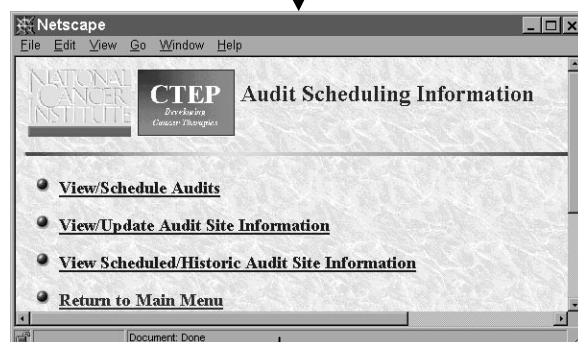 Netscape
File Edit View Go Window Help
NATIONAL
CANCER
INSTITUTE
CTEP
Developing
Cancer Therapies
Audit Scheduling Information
View/Schedule Audits
View/Update Audit Site Information
View Scheduled/Historic Audit Site Information
Return to Main Menu
Document: Done